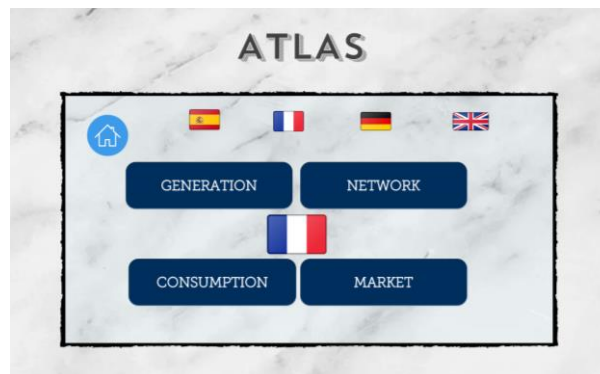 ATLAS
GENERATION
NETWORK
CONSUMPTION
MARKET